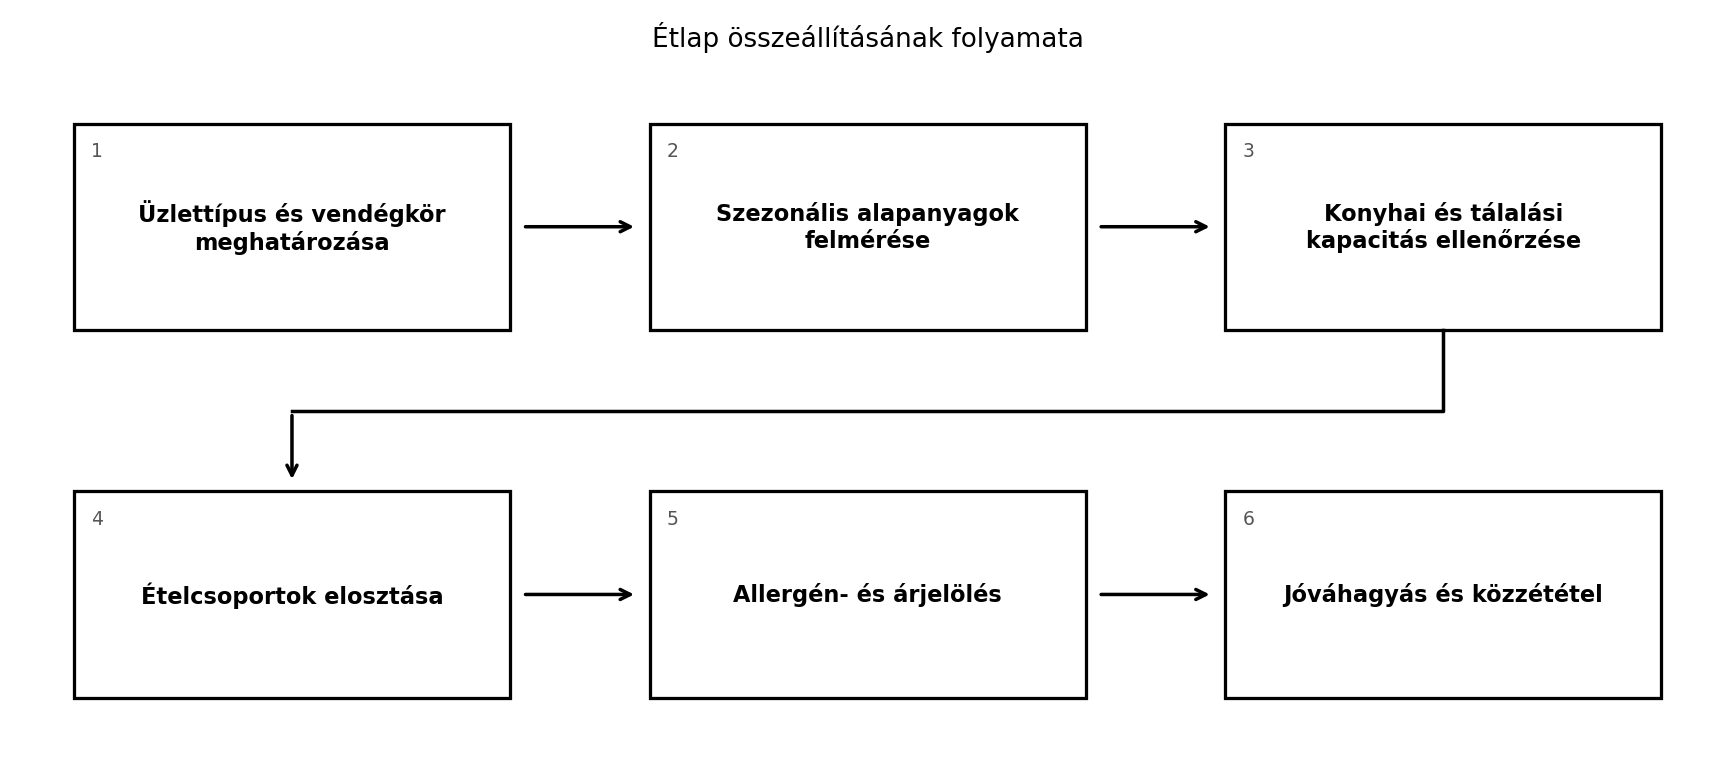 Étlap összeállításának folyamata
1
Üzlettípus és vendégkör
meghatározása
2
Szezonális alapanyagok
felmérése
3
Konyhai és tálalási
kapacitás ellenőrzése
4
Ételcsoportok elosztása
5
Allergén- és árjelölés
6
Jóváhagyás és közzététel